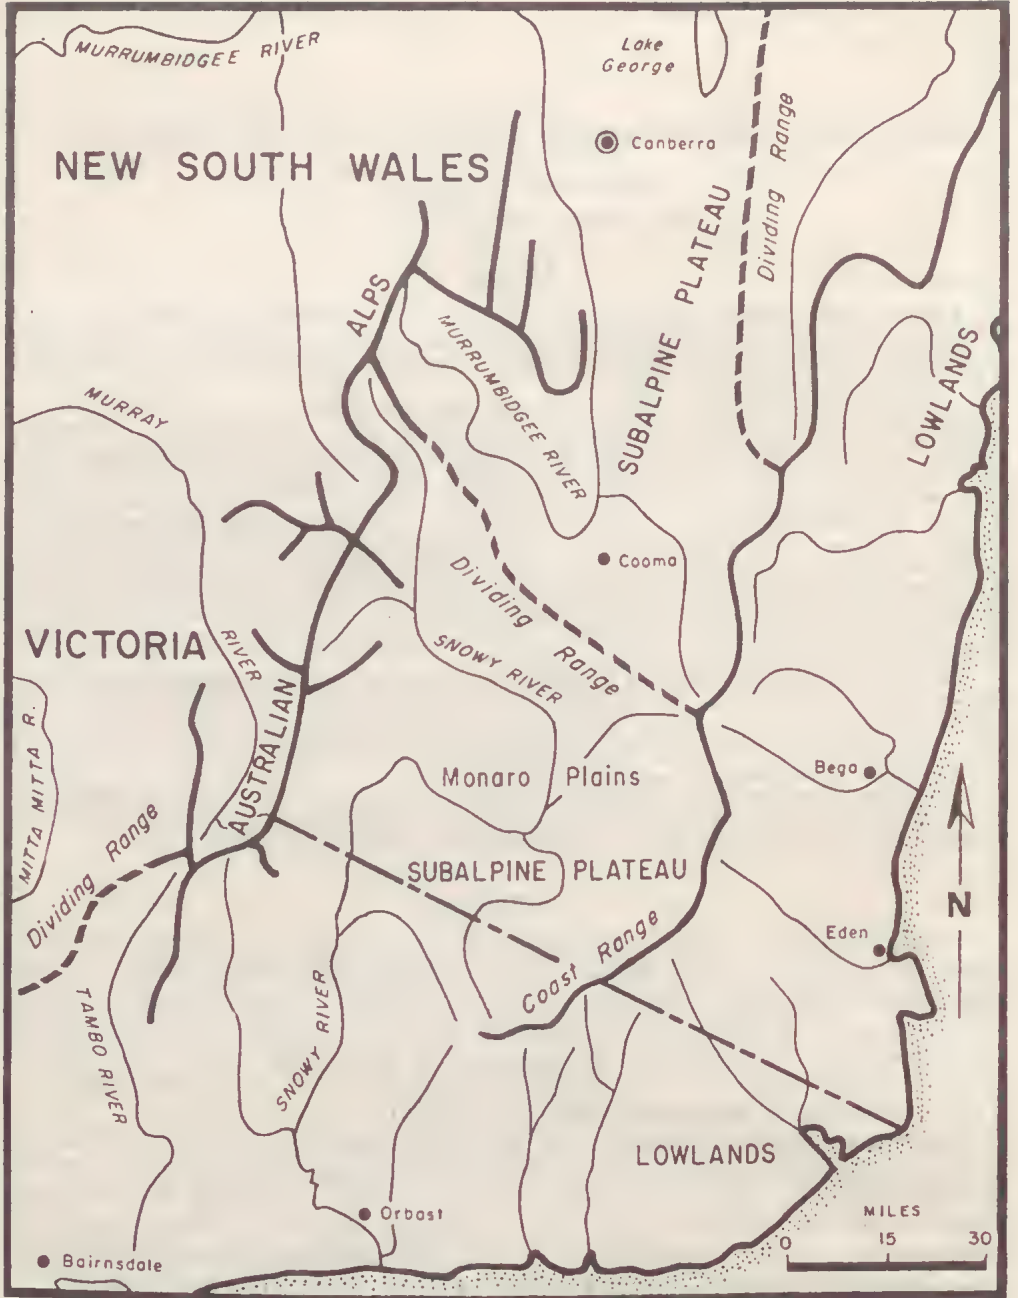 MURRUMBIDGEE RIVER
Lake
George
Canberra
NEW SOUTH WALES
Dividing Range
SUBALPINE PLATEAU
ALPS
MURRUMBIDGEE RIVER
LOWLANDS
MURRAY
RIVER
Cooma
Dividing Range
VICTORIA
SNOWY RIVER
AUSTRALIAN
MITTA MITTA R.
Monaro Plains
Bega
Dividing Range
SUBALPINE PLATEAU
N
Eden
Coast Range
TAMBO RIVER
SNOWY RIVER
LOWLANDS
Orbost
MILES
0 15 30
Bairnsdale